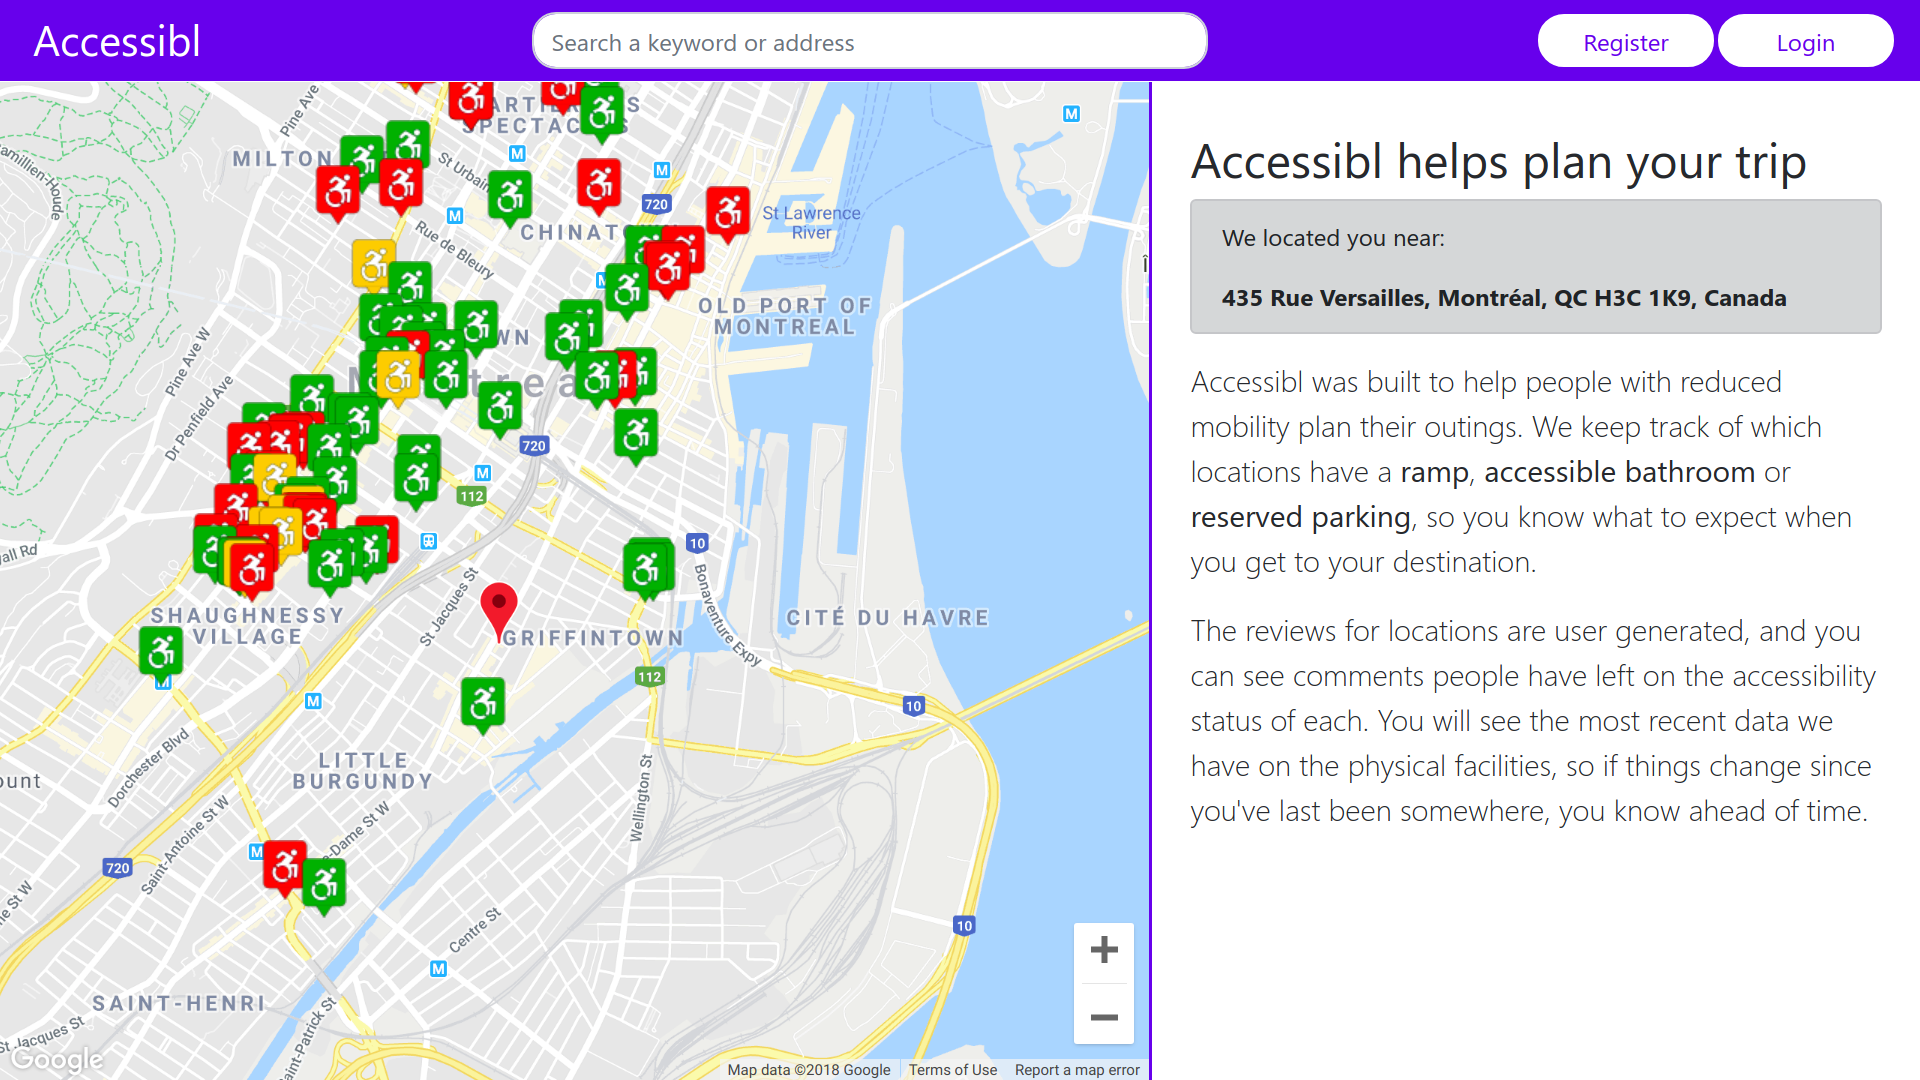 Accessibl
Search a keyword or address
Register
Login
Pine Ave
SPECTAC
MILTON
St Urbain
720
St Lawrence
River
CHINAT
Rue de Bleury
OLD PORT OF
MONTREAL
Pine Ave W
Dr Penfield Ave
720
112
10
Bonaventure Expy
St Jacques St
SHAUGHNESSY
VILLAGE
GRIFFINTOWN
CITÉ DU HAVRE
112
10
Dorchester Blvd
LITTLE
BURGUNDY
Wellington St
Saint-Antoine St W
e-Dame St W
720
Centre St
10
SAINT-HENRI
St Jacques St
Google
Map data ©2018 Google
Terms of Use
Report a map error
Accessibl helps plan your trip
We located you near:
435 Rue Versailles, Montréal, QC H3C 1K9, Canada
Accessibl was built to help people with reduced
mobility plan their outings. We keep track of which
locations have a ramp, accessible bathroom or
reserved parking, so you know what to expect when
you get to your destination.
The reviews for locations are user generated, and you
can see comments people have left on the accessibility
status of each. You will see the most recent data we
have on the physical facilities, so if things change since
you've last been somewhere, you know ahead of time.